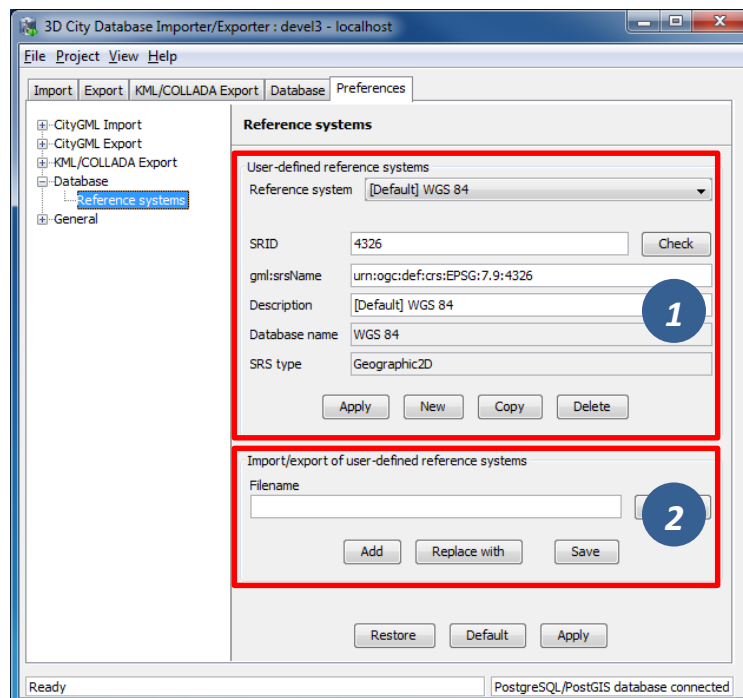 3D City Database Importer/Exporter : devel3 - localhost
File Project View Help
Import Export KML/COLLADA Export Database Preferences
CityGML Import
CityGML Export
KML/COLLADA Export
Database
Reference systems
General
Reference systems
User-defined reference systems
Reference system [Default] WGS 84
SRID 4326 Check
gml:srsName urn:ogc:def:crs:EPSG:7.9:4326
Description [Default] WGS 84
1
Database name WGS 84
SRS type Geographic2D
Apply New Copy Delete
Import/export of user-defined reference systems
Filename
2
Add Replace with Save
Restore Default Apply
Ready PostgreSQL/PostGIS database connected